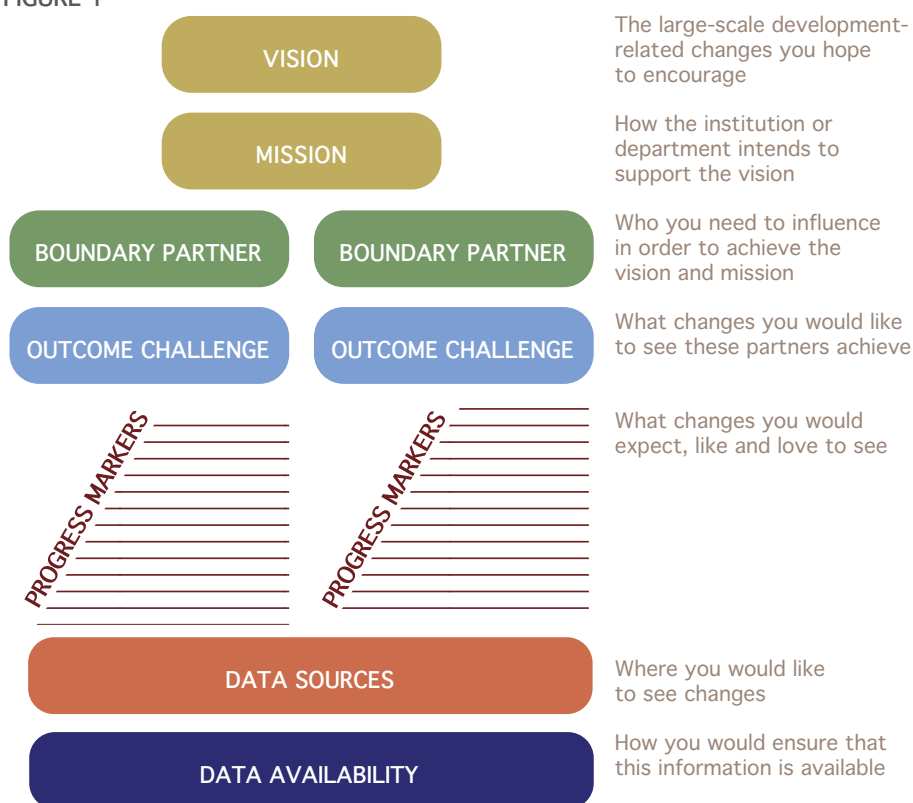 FIGURE 1
VISION
The large-scale development-
related changes you hope
to encourage
MISSION
How the institution or
department intends to
support the vision
BOUNDARY PARTNER
BOUNDARY PARTNER
Who you need to influence
in order to achieve the
vision and mission
OUTCOME CHALLENGE
OUTCOME CHALLENGE
What changes you would like
to see these partners achieve
PROGRESS MARKERS
PROGRESS MARKERS
What changes you would
expect, like and love to see
DATA SOURCES
Where you would like
to see changes
DATA AVAILABILITY
How you would ensure that
this information is available